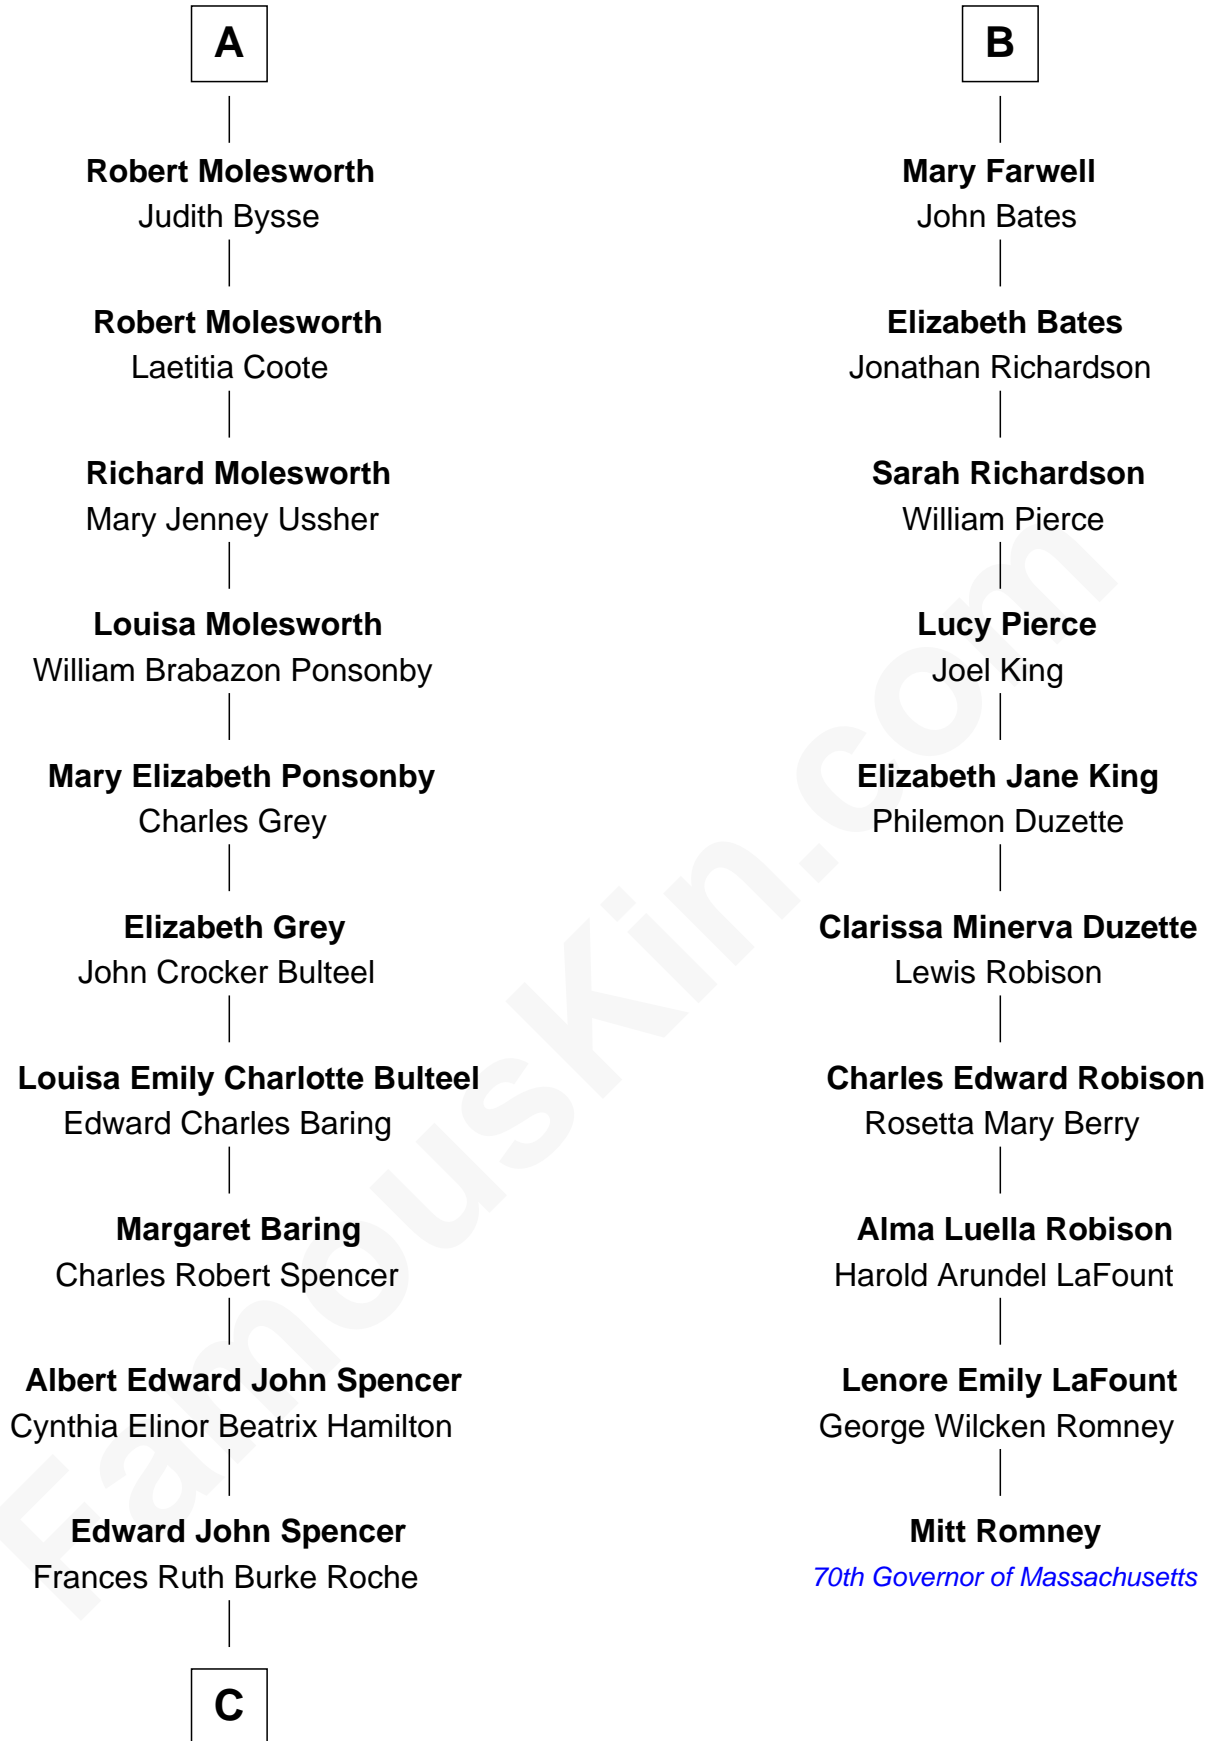 A
Robert Molesworth
Judith Bysse
Robert Molesworth
Laetitia Coote
Richard Molesworth
Mary Jenney Ussher
Louisa Molesworth
William Brabazon Ponsonby
Mary Elizabeth Ponsonby
Charles Grey
Elizabeth Grey
John Crocker Bulteel
Louisa Emily Charlotte Bulteel
Edward Charles Baring
Margaret Baring
Charles Robert Spencer
Albert Edward John Spencer
Cynthia Elinor Beatrix Hamilton
Edward John Spencer
Frances Ruth Burke Roche
C
B
Mary Farwell
John Bates
Elizabeth Bates
Jonathan Richardson
Sarah Richardson
William Pierce
Lucy Pierce
Joel King
Elizabeth Jane King
Philemon Duzette
Clarissa Minerva Duzette
Lewis Robison
Charles Edward Robison
Rosetta Mary Berry
Alma Luella Robison
Harold Arundel LaFount
Lenore Emily LaFount
George Wilcken Romney
Mitt Romney
70th Governor of Massachusetts
FamousKin.com